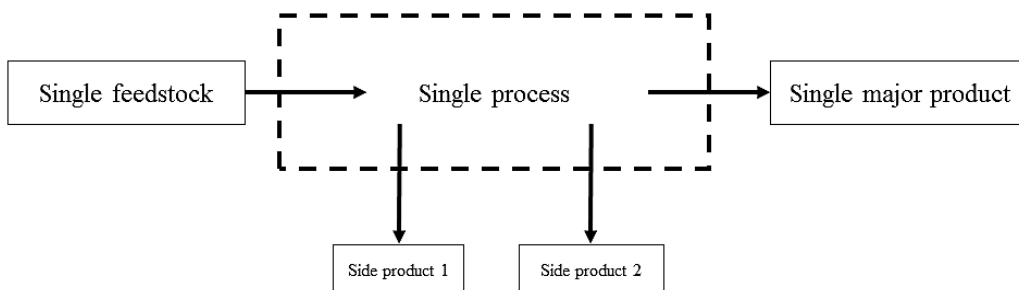 Single feedstock
Single process
Single major product
Side product 1
Side product 2